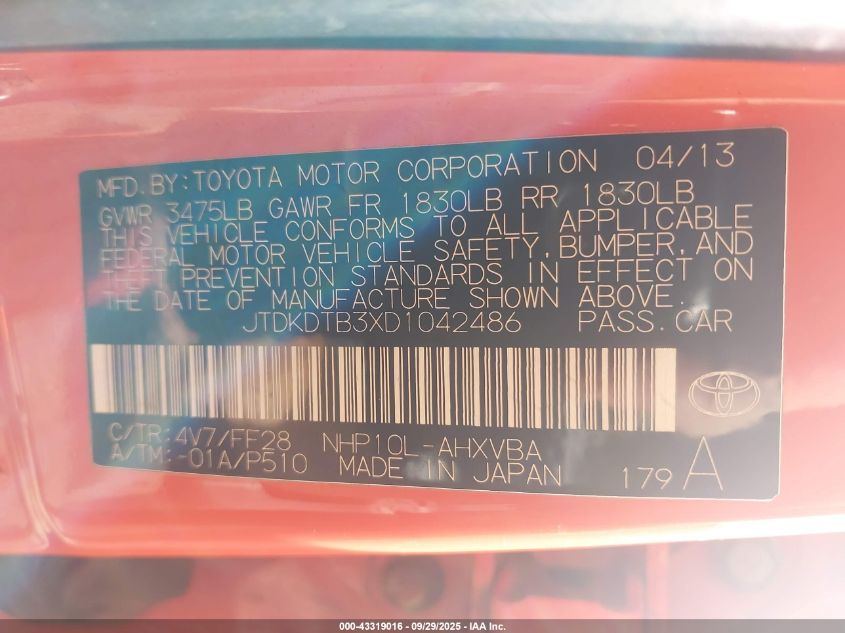 MFD. BY: TOYOTA MOTOR CORPORATION 04/13
GVWR 3475LB GAWR FR 1830LB RR 1830LB
THIS VEHICLE CONFORMS TO ALL APPLICABLE
FEDERAL MOTOR VEHICLE SAFETY, BUMPER, AND
THEFT PREVENTION STANDARDS IN EFFECT ON
THE DATE OF MANUFACTURE SHOWN ABOVE.
JTDKDTB3XD1042486 PASS. CAR
C/TR: 4V7/FF28 NHP10L-AHXVBA
A/TM: -01A/P510 MADE IN JAPAN 179 A
000-43319016 - 09/29/2025 - IAA Inc.